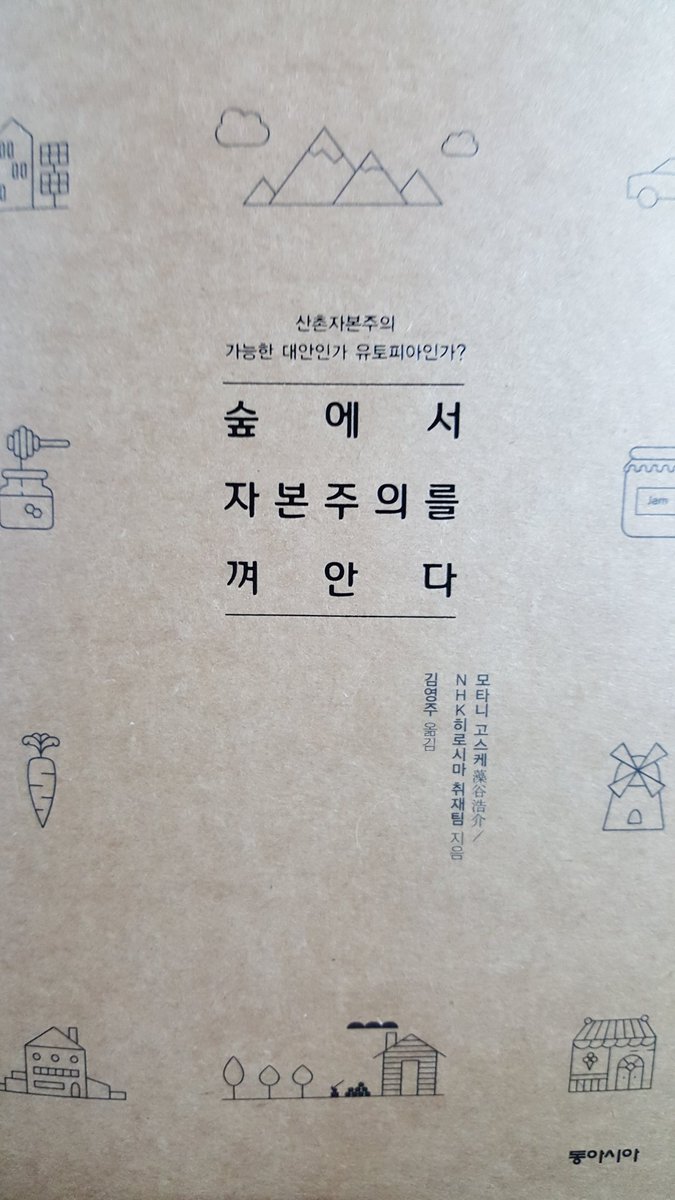 산촌자본주의
가능한 대안인가 유토피아인가?
숲에서
자본주의를
껴안다
모타니 고스케 藻谷浩介 /
NHK히로시마 취재팀 지음
김영주 옮김
Jam
동아시아